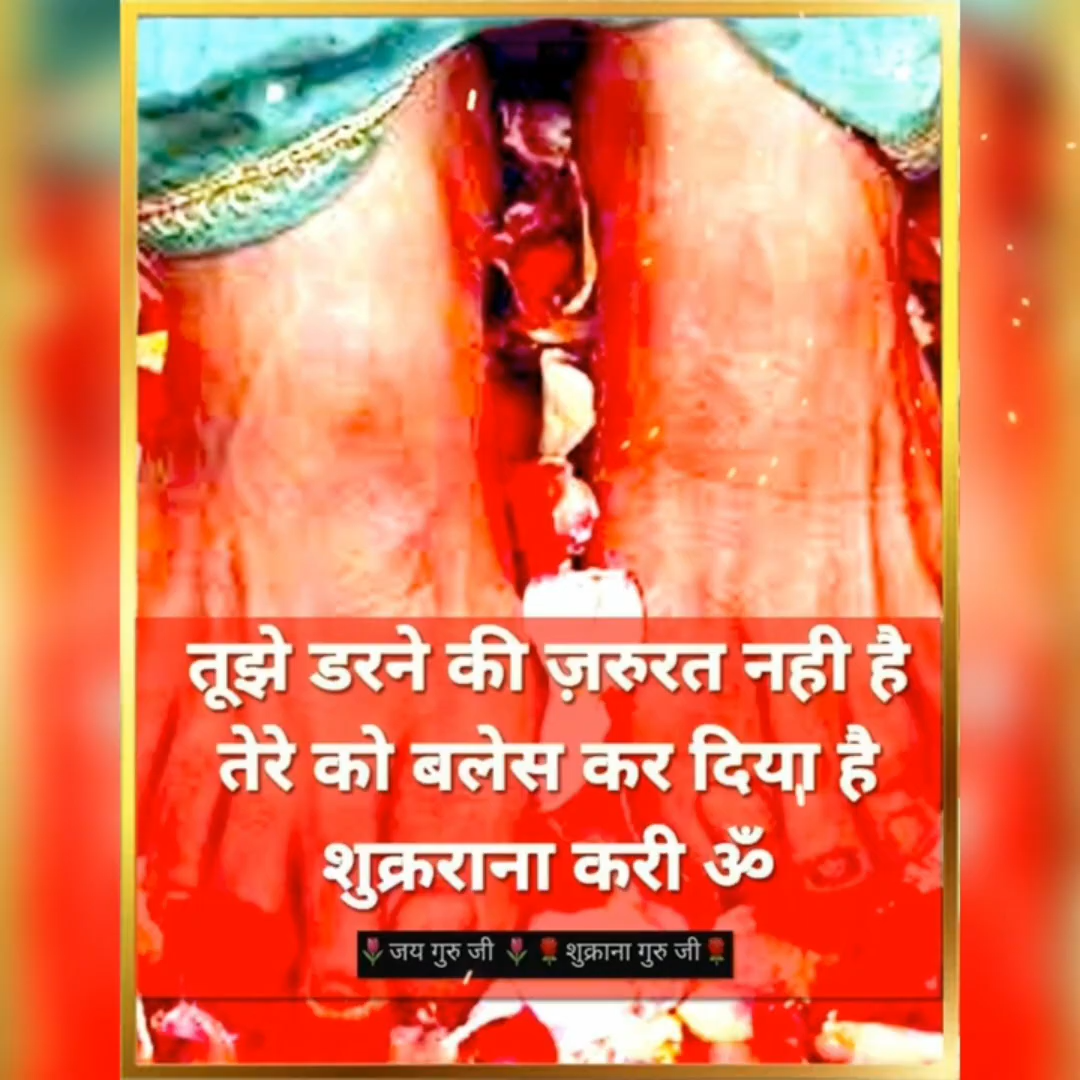 तूझे डरने की ज़रुरत नही है
तेरे को बलेस कर दिया है
शुक्रराना करी ॐ
🌷जय गुरु जी 🌷🌹शुक्राना गुरु जी🌹